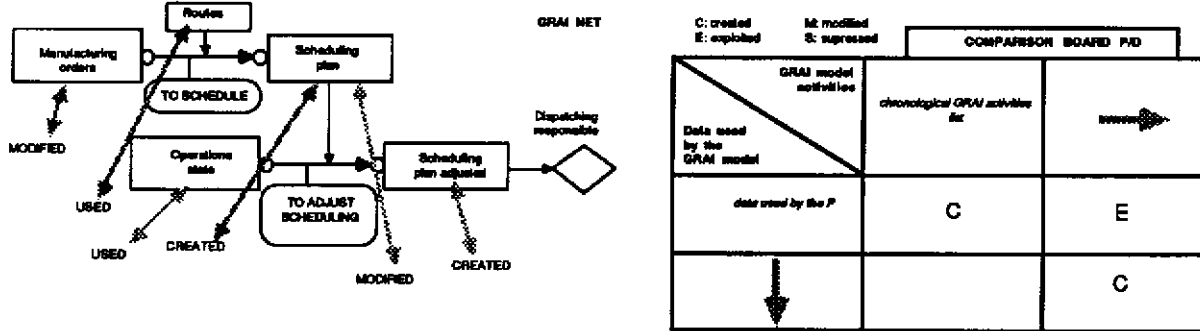 Routes
GRAI NET
Manufacturing
orders
Scheduling
plan
TO SCHEDULE
MODIFIED
Operations
state
Dispatching
responsible
Scheduling
plan adjusted
USED
TO ADJUST
SCHEDULING
USED
CREATED
MODIFIED
CREATED
C: created
M: modified
E: exploited
S: supressed
COMPARISON BOARD P/D
GRAI model
activities
chronological GRAI activities
list
Data used
by the
GRAI model
data used by the P
C
E
C